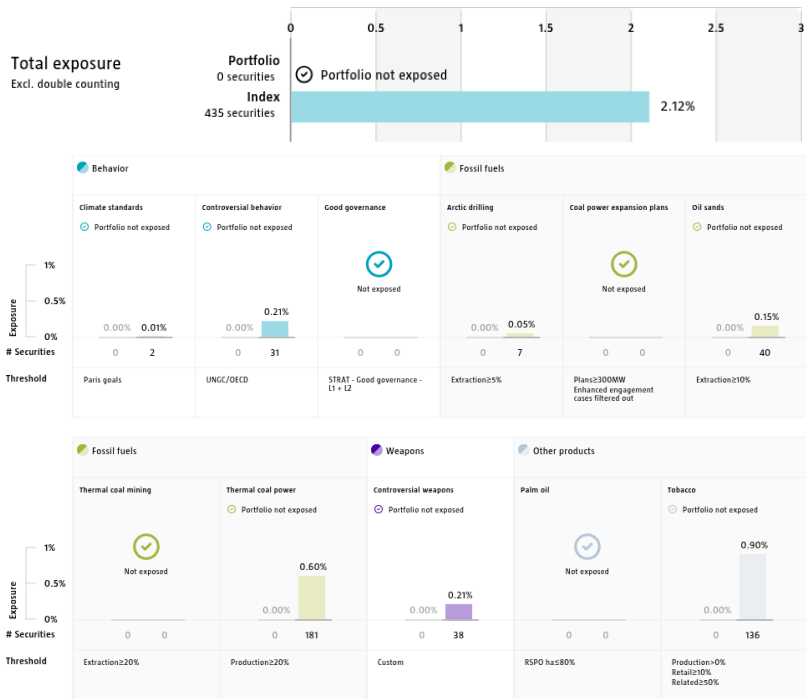 0 0.5 1 1.5 2 2.5 3
Total exposure
Excl. double counting
Portfolio
0 securities
Portfolio not exposed
Index
435 securities
2.12%
Behavior
Fossil fuels
Climate standards
Controversial behavior
Good governance
Arctic drilling
Coal power expansion plans
Oil sands
Portfolio not exposed
Portfolio not exposed
Portfolio not exposed
Portfolio not exposed
Not exposed
Not exposed
Exposure
1%
0.5%
0%
0.00% 0.01%
0.00% 0.21%
0.00% 0.05%
0.00% 0.15%
# Securities
0 2
0 31
0 0
0 7
0 0
0 40
Threshold
Paris goals
UNGC/OECD
STRAT - Good governance -
L1 + L2
Extraction≥5%
Plans≥300MW
Enhanced engagement
cases filtered out
Extraction≥10%
Fossil fuels
Weapons
Other products
Thermal coal mining
Thermal coal power
Controversial weapons
Palm oil
Tobacco
Portfolio not exposed
Portfolio not exposed
Portfolio not exposed
Not exposed
Not exposed
Exposure
1%
0.5%
0%
0.00% 0.60%
0.00% 0.21%
0.00% 0.90%
# Securities
0 0
0 181
0 38
0 0
0 136
Threshold
Extraction≥20%
Production≥20%
Custom
RSPO ha≤80%
Production>0%
Retail≥10%
Related≥50%